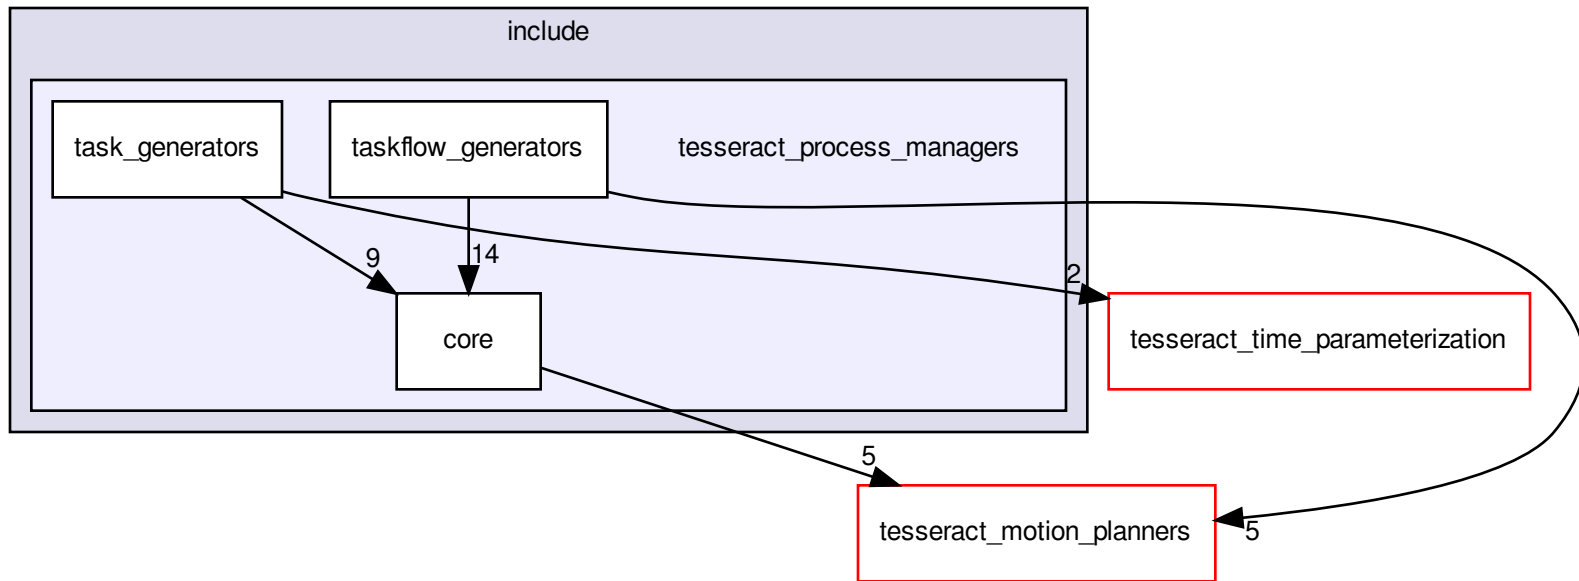 include
task_generators
taskflow_generators
tesseract_process_managers
9
14
2
core
tesseract_time_parameterization
5
tesseract_motion_planners
5